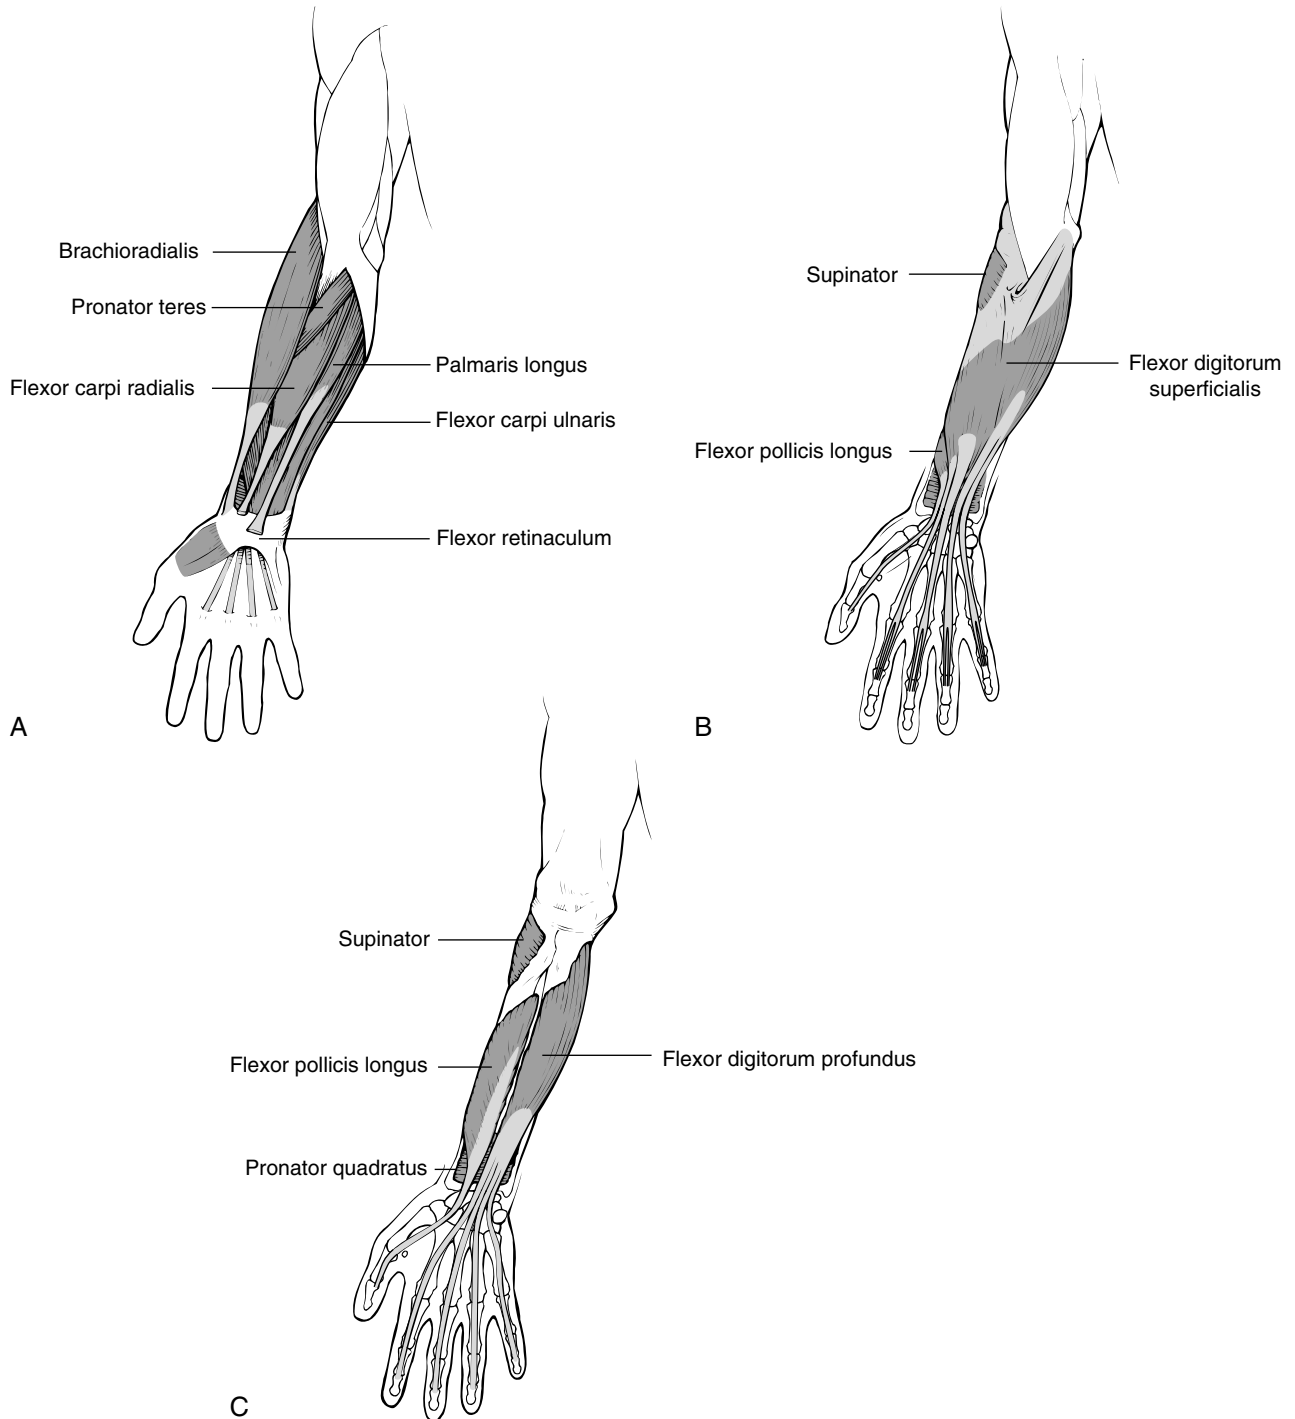 Brachioradialis
Pronator teres
Palmaris longus
Flexor carpi radialis
Flexor carpi ulnaris
Flexor retinaculum
A
Supinator
Flexor digitorum
superficialis
Flexor pollicis longus
B
Supinator
Flexor pollicis longus
Flexor digitorum profundus
Pronator quadratus
C